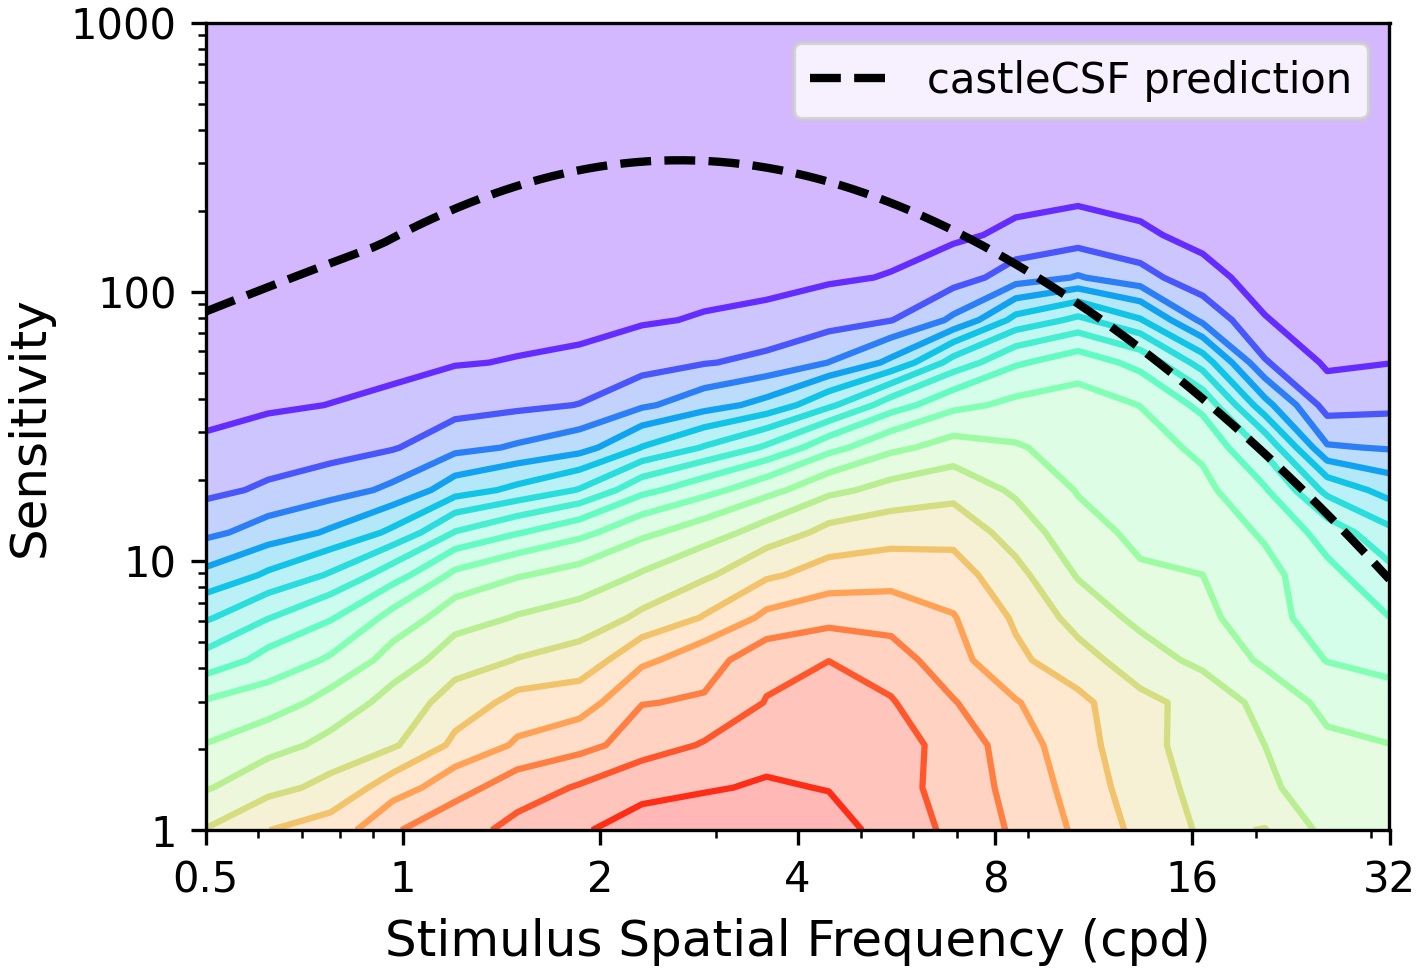 1000
castleCSF prediction
100
Sensitivity
10
1
0.5 1 2 4 8 16 32
Stimulus Spatial Frequency (cpd)